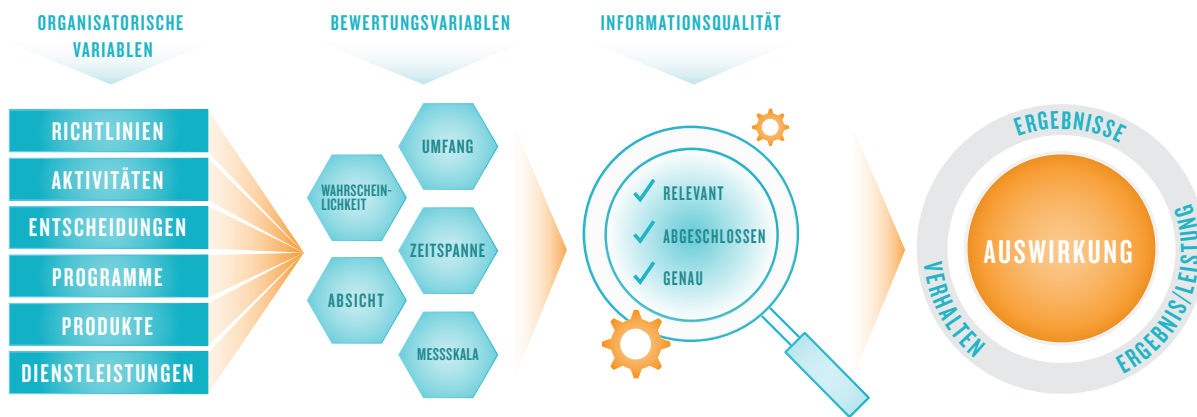 ORGANISATORISCHE
VARIABLEN
RICHTLINIEN
AKTIVITÄTEN
ENTSCHEIDUNGEN
PROGRAMME
PRODUKTE
DIENSTLEISTUNGEN
BEWERTUNGSVARIABLEN
UMFANG
WAHRSCHEIN-
LICHKEIT
ZEITSPANNE
ABSICHT
MESSSKALA
INFORMATIONSQUALITÄT
RELEVANT
ABGESCHLOSSEN
GENAU
ERGEBNISSE
AUSWIRKUNG
VERHALTEN
ERGEBNIS/LEISTUNG